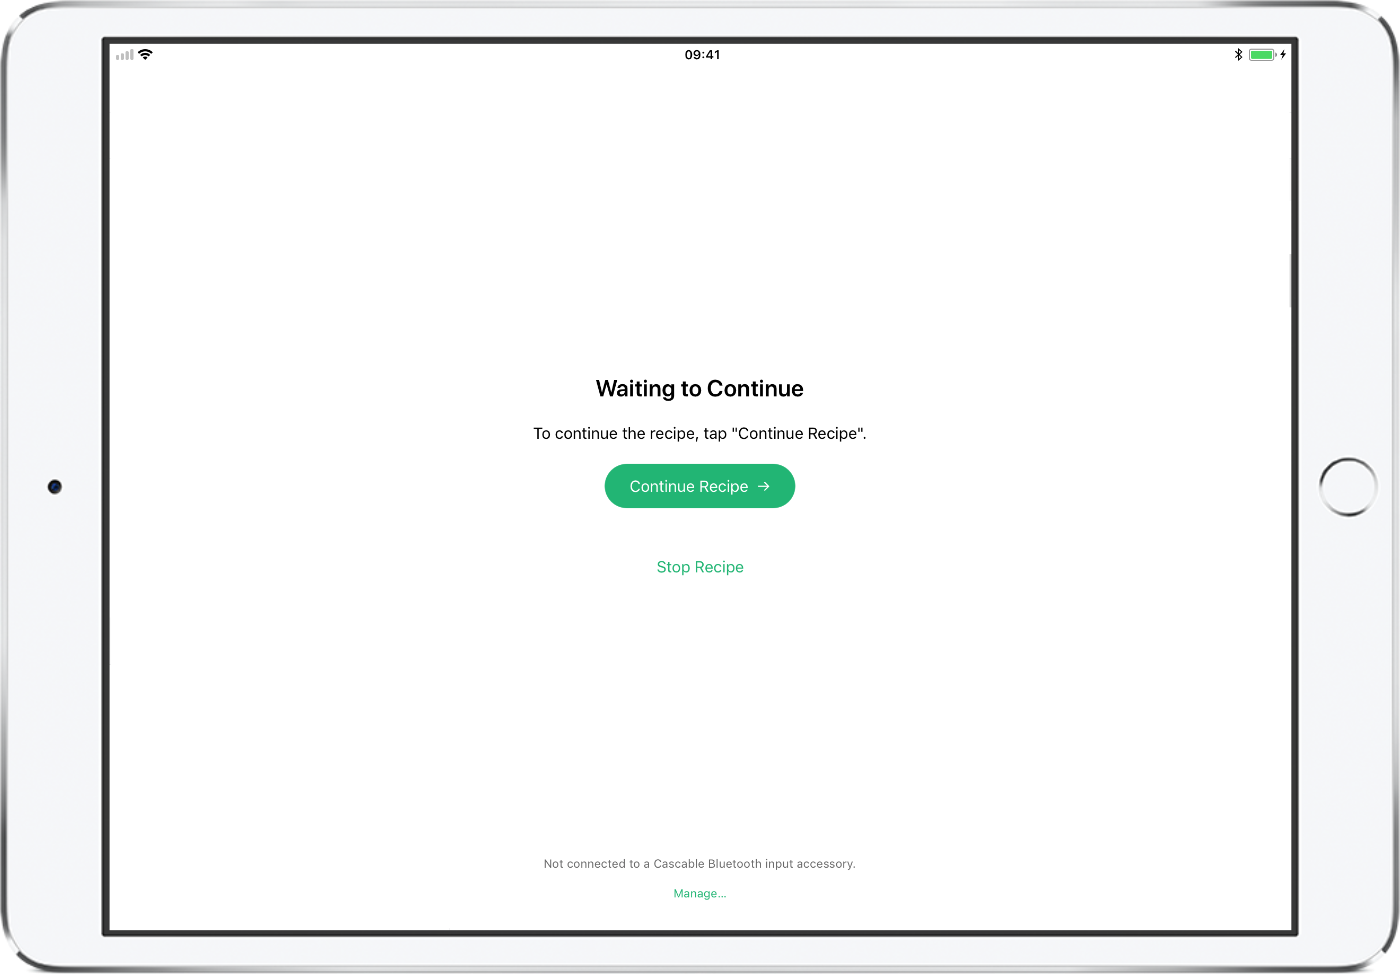 09:41
Waiting to Continue
To continue the recipe, tap "Continue Recipe".
Continue Recipe →
Stop Recipe
Not connected to a Cascable Bluetooth input accessory.
Manage...